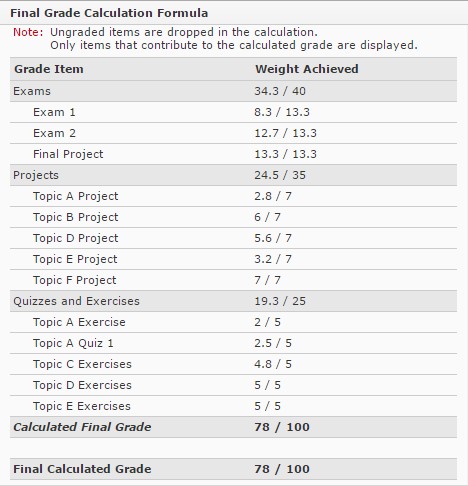 Final Grade Calculation Formula
Note: Ungraded items are dropped in the calculation.
Only items that contribute to the calculated grade are displayed.
Grade Item Weight Achieved
Exams 34.3 / 40
Exam 1 8.3 / 13.3
Exam 2 12.7 / 13.3
Final Project 13.3 / 13.3
Projects 24.5 / 35
Topic A Project 2.8 / 7
Topic B Project 6 / 7
Topic D Project 5.6 / 7
Topic E Project 3.2 / 7
Topic F Project 7 / 7
Quizzes and Exercises 19.3 / 25
Topic A Exercise 2 / 5
Topic A Quiz 1 2.5 / 5
Topic C Exercises 4.8 / 5
Topic D Exercises 5 / 5
Topic E Exercises 5 / 5
Calculated Final Grade 78 / 100
Final Calculated Grade 78 / 100